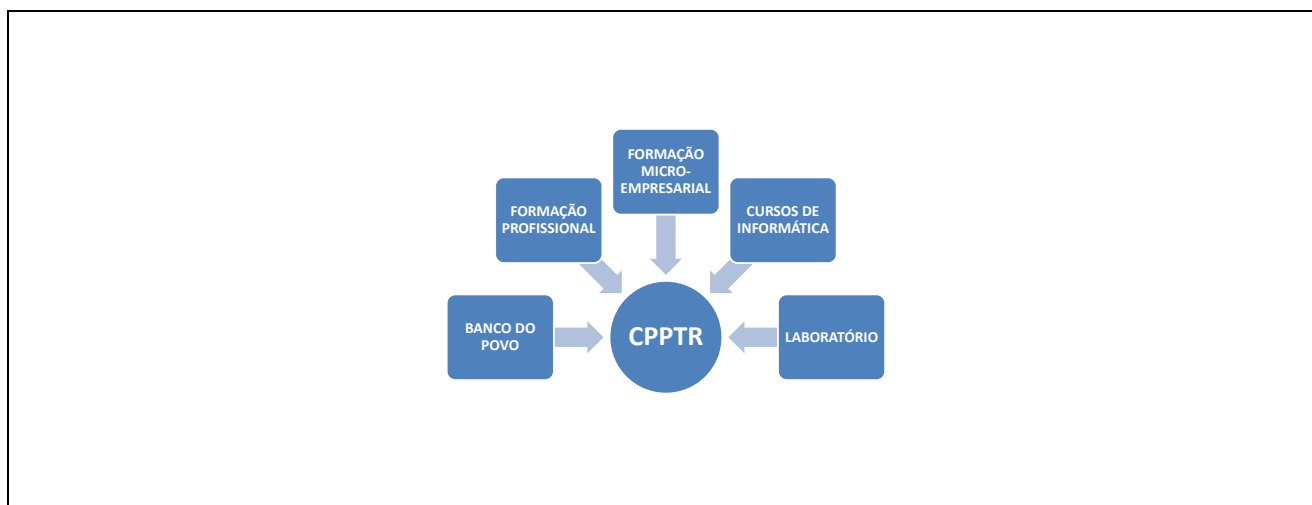 FORMAÇÃO
MICRO-
EMPRESARIAL
FORMAÇÃO
PROFISSIONAL
CURSOS DE
INFORMÁTICA
BANCO DO
POVO
CPPTR
LABORATÓRIO